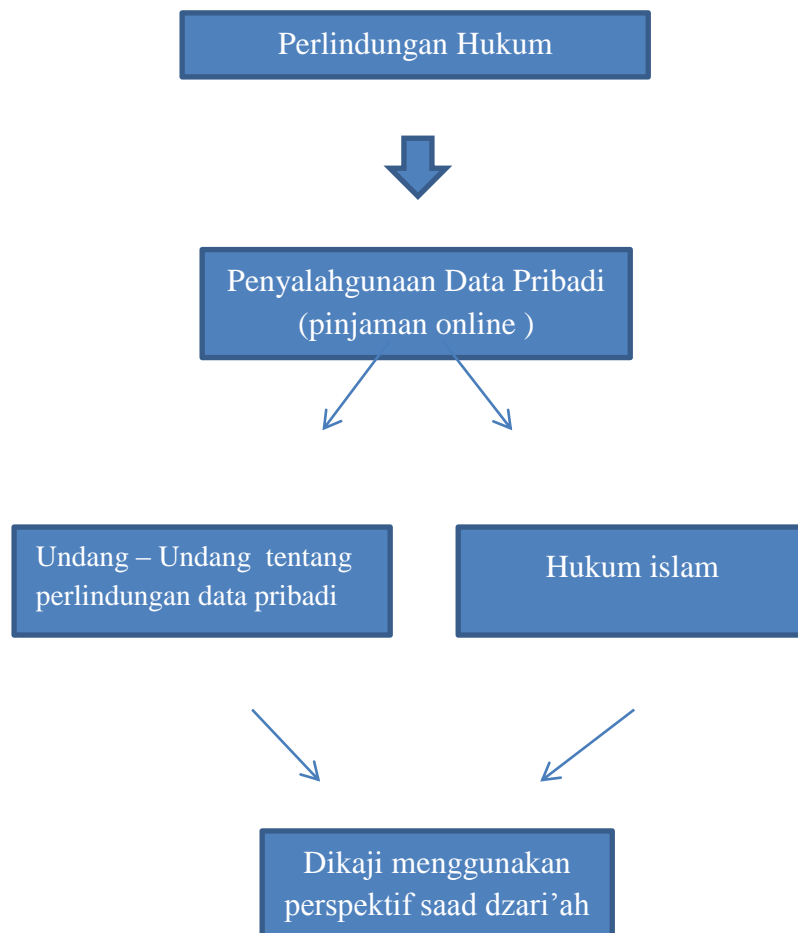 Perlindungan Hukum
Penyalahgunaan Data Pribadi
(pinjaman online )
Undang – Undang  tentang
perlindungan data pribadi
Hukum islam
Dikaji menggunakan
perspektif saad dzari’ah